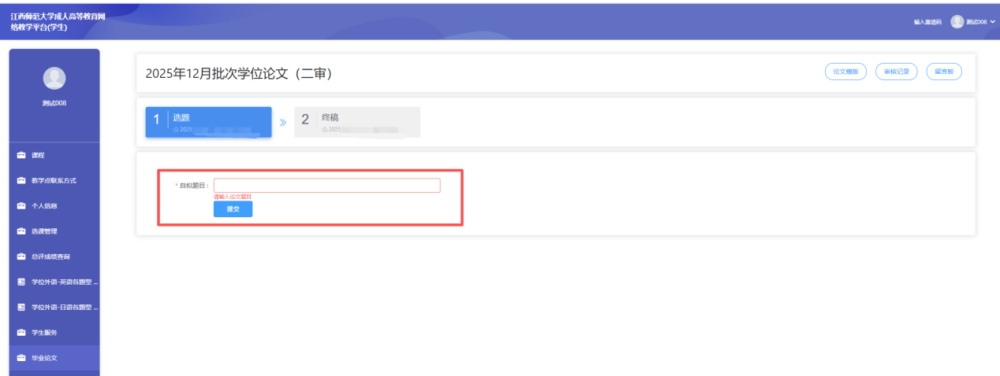 江西师范大学成人高等教育网
络教学平台(学生)
输入邀请码
测试008
测试008
课程
教学点联系方式
个人信息
选课管理
总评成绩查询
学位外语-英语各题型 ...
学位外语-日语各题型 ...
学生服务
毕业论文
2025年12月批次学位论文（二审）
论文模版
审核记录
留言板
1 选题
2025
2 终稿
2025
* 自拟题目：
请输入论文题目
提交